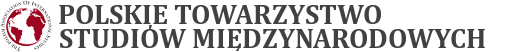 POLSKIE TOWARZYSTWO
STUDIÓW MIĘDZYNARODOWYCH